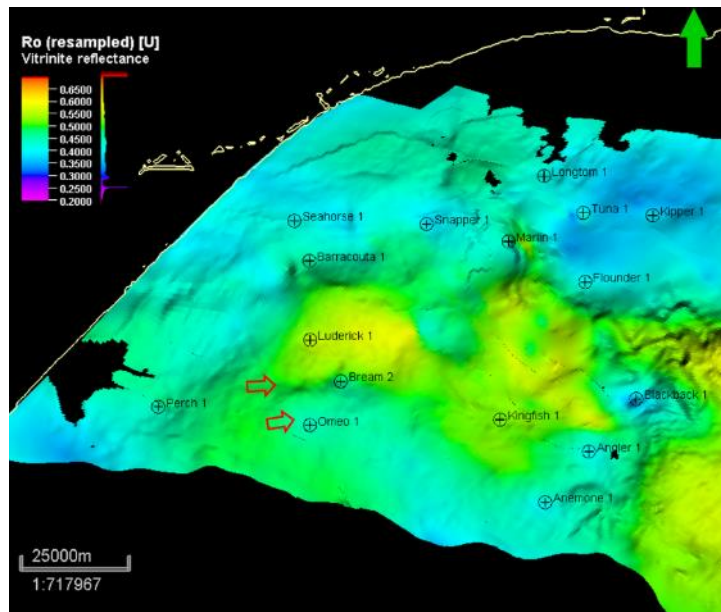 Ro (resampled) [U]
Vitrinite reflectance
0.6500
0.6000
0.5500
0.5000
0.4500
0.4000
0.3500
0.3000
0.2500
0.2000
Longtom 1
Seahorse 1
Snapper 1
Tuna 1
Kipper 1
Marlin 1
Barracouta 1
Flounder 1
Luderick 1
Bream 2
Perch 1
Omeo 1
Kingfish 1
Blackback 1
Angler 1
Anemone 1
25000m
1:717967